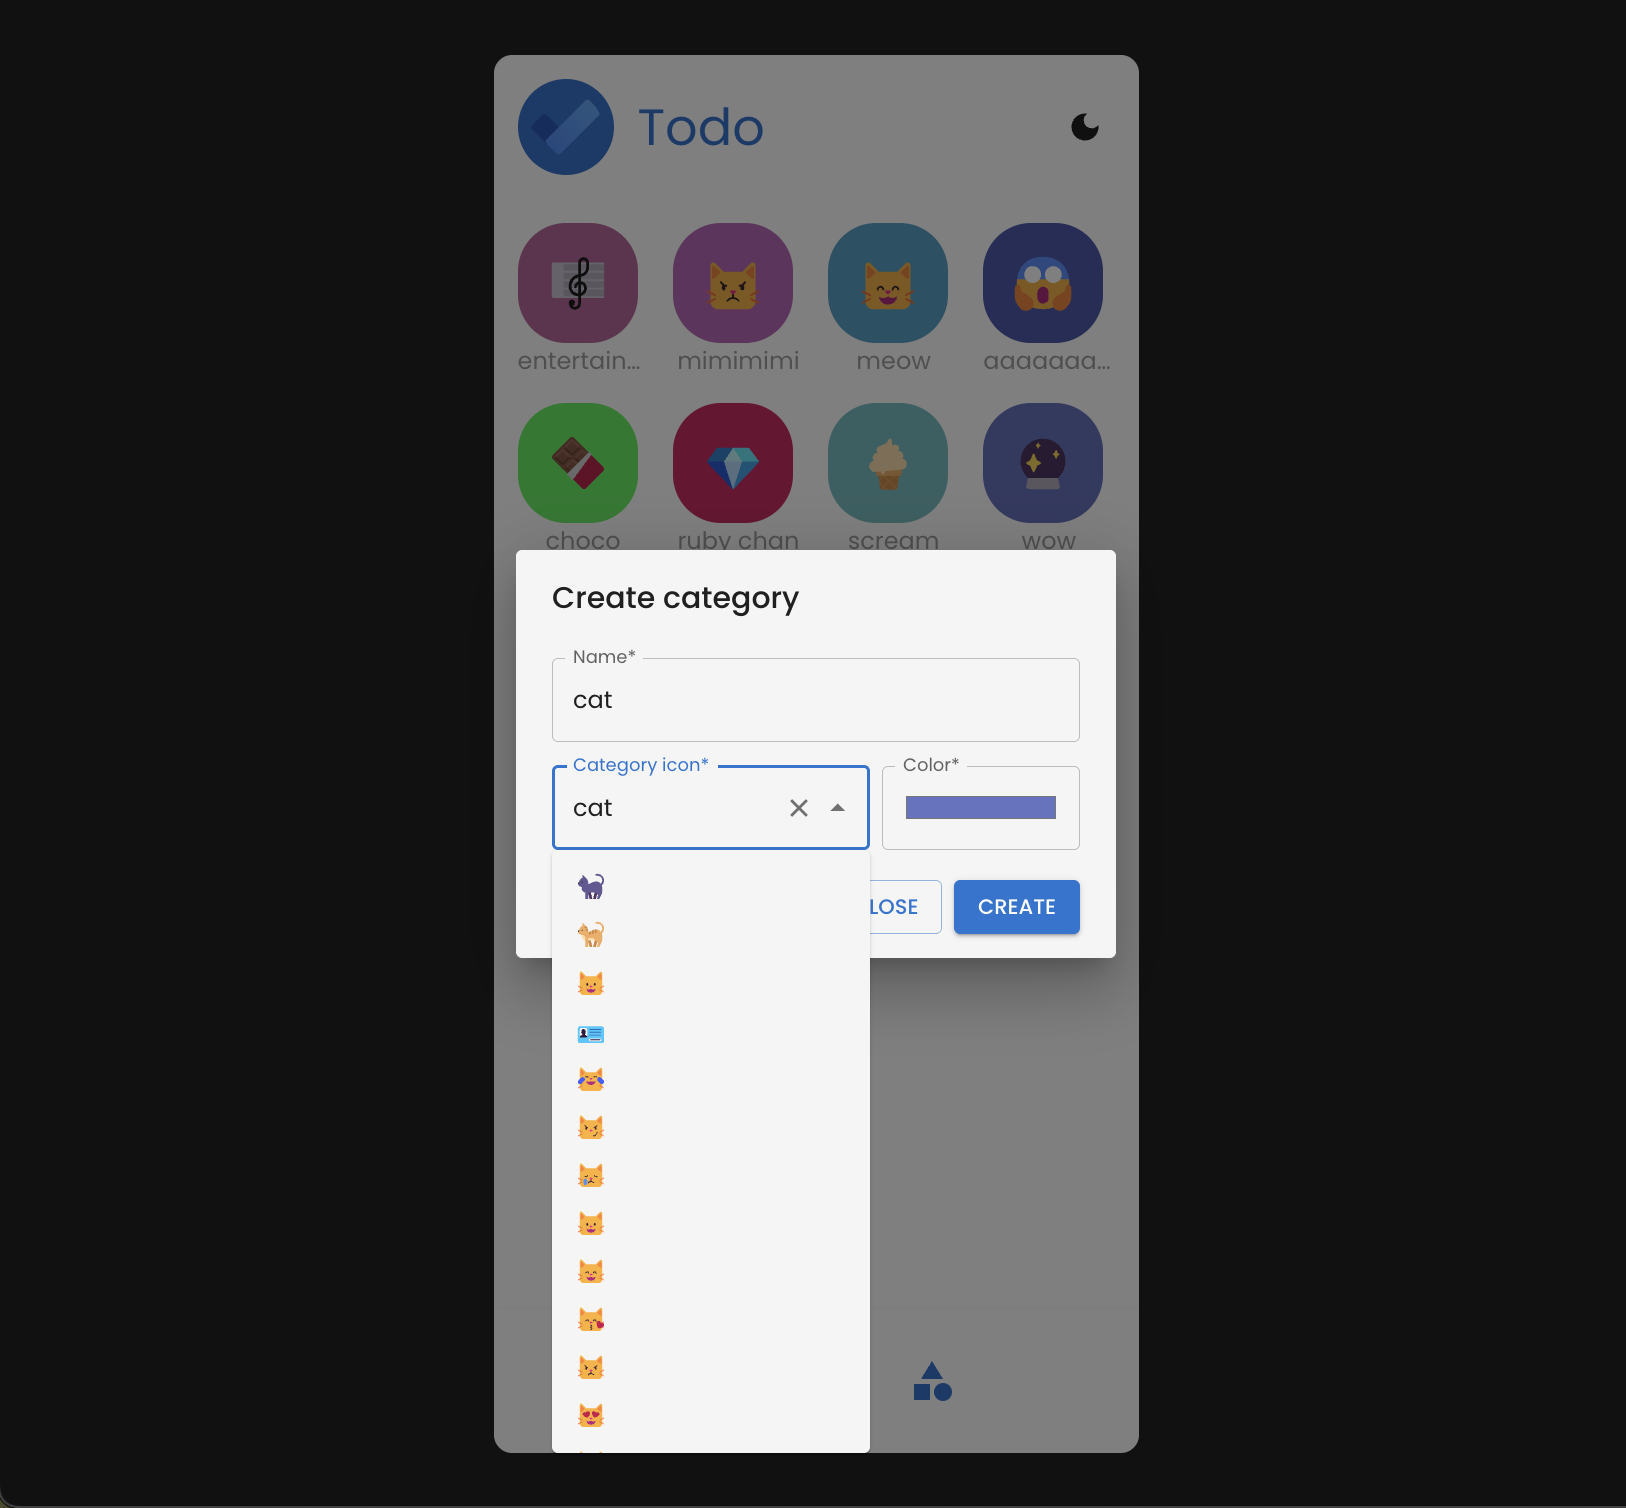 Todo
entertain... mimimimi meow aaaaaaa...
choco ruby chan scream wow
Create category
Name*
cat
Category icon* Color*
cat
LOSE CREATE